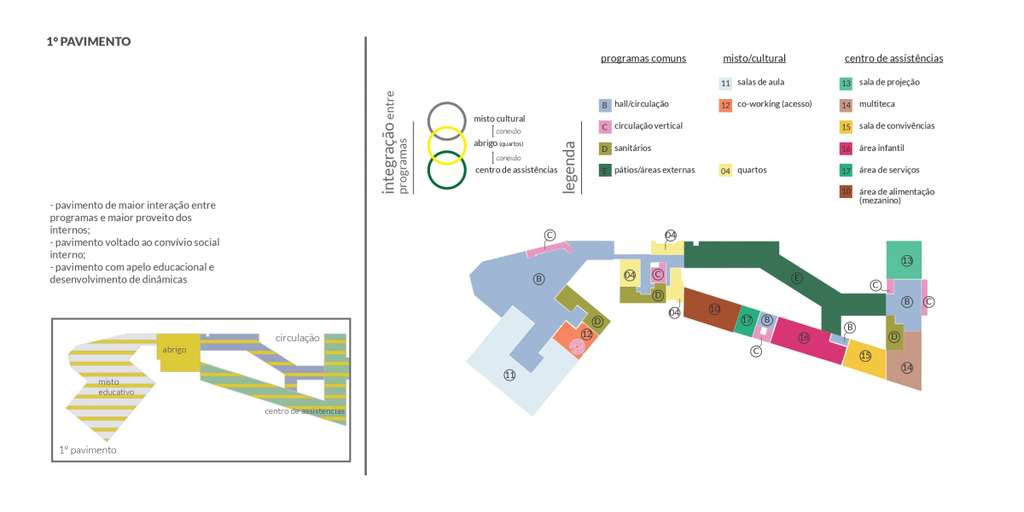 1º PAVIMENTO
- pavimento de maior interação entre
programas e maior proveito dos
internos;
- pavimento voltado ao convívio social
interno;
- pavimento com apelo educacional e
desenvolvimento de dinâmicas
abrigo
circulação
misto
educativo
centro de assistencias
1º pavimento
integração entre
programas
misto cultural
conexão
abrigo (quartos)
conexão
centro de assistências
legenda
programas comuns
B hall/circulação
C circulação vertical
D sanitários
E pátios/áreas externas
misto/cultural
11 salas de aula
12 co-working (acesso)
04 quartos
centro de assistências
13 sala de projeção
14 multiteca
15 sala de convivências
16 área infantil
17 área de serviços
10 área de alimentação
(mezanino)
C
04
13
B
04
C
E
C
D
B
C
04
10
17
B
B
D
12
C
16
D
15
14
11